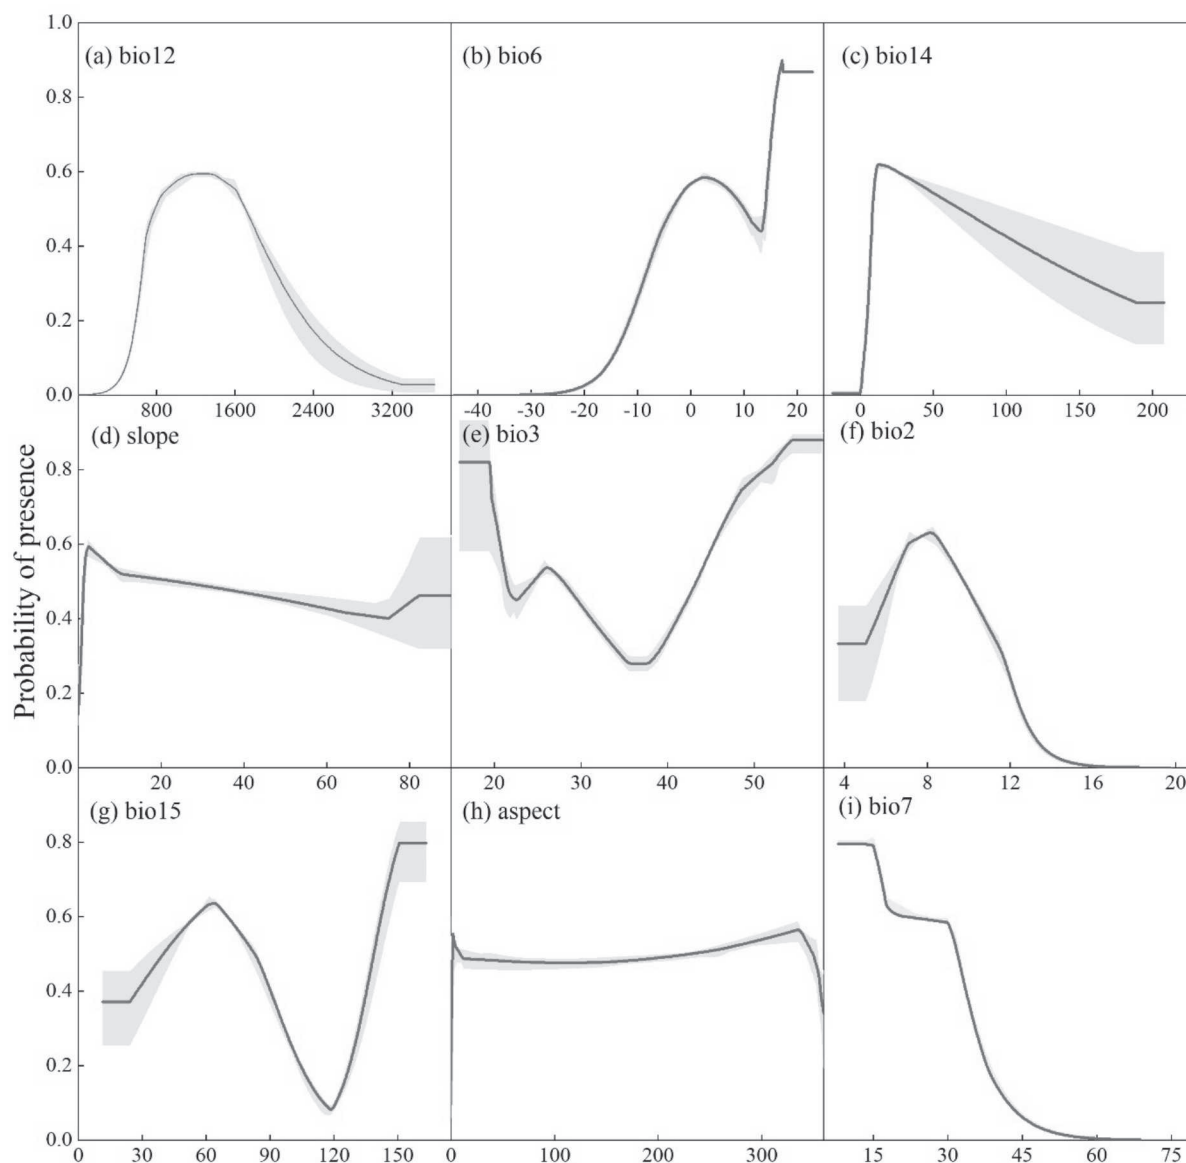 1.0
(a) bio12
(b) bio6
(c) bio14
0.8
0.6
0.4
0.2
0.0
800 1600 2400 3200
-40 -30 -20 -10 0 10 20
0 50 100 150 200
Probability of presence
(d) slope
(e) bio3
(f) bio2
0.8
0.6
0.4
0.2
0.0
20 40 60 80
20 30 40 50
4 8 12 16 20
(g) bio15
(h) aspect
(i) bio7
0.8
0.6
0.4
0.2
0.0
0 30 60 90 120 150
0 100 200 300
15 30 45 60 75